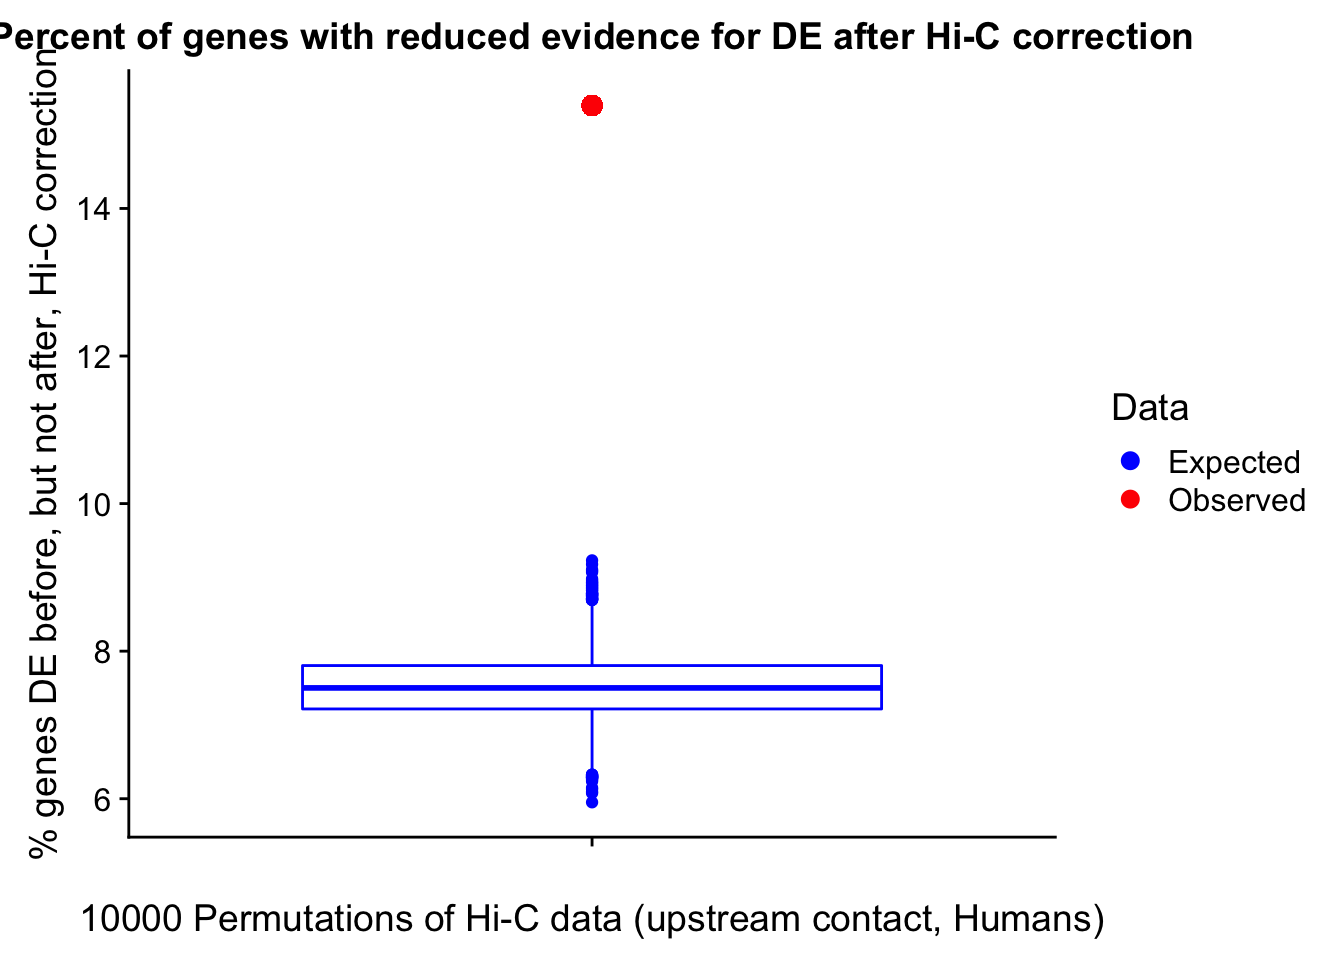 Percent of genes with reduced evidence for DE after Hi-C correction
% genes DE before, but not after, Hi-C correction
14
12
10
8
6
Data
Expected
Observed
10000 Permutations of Hi-C data (upstream contact, Humans)